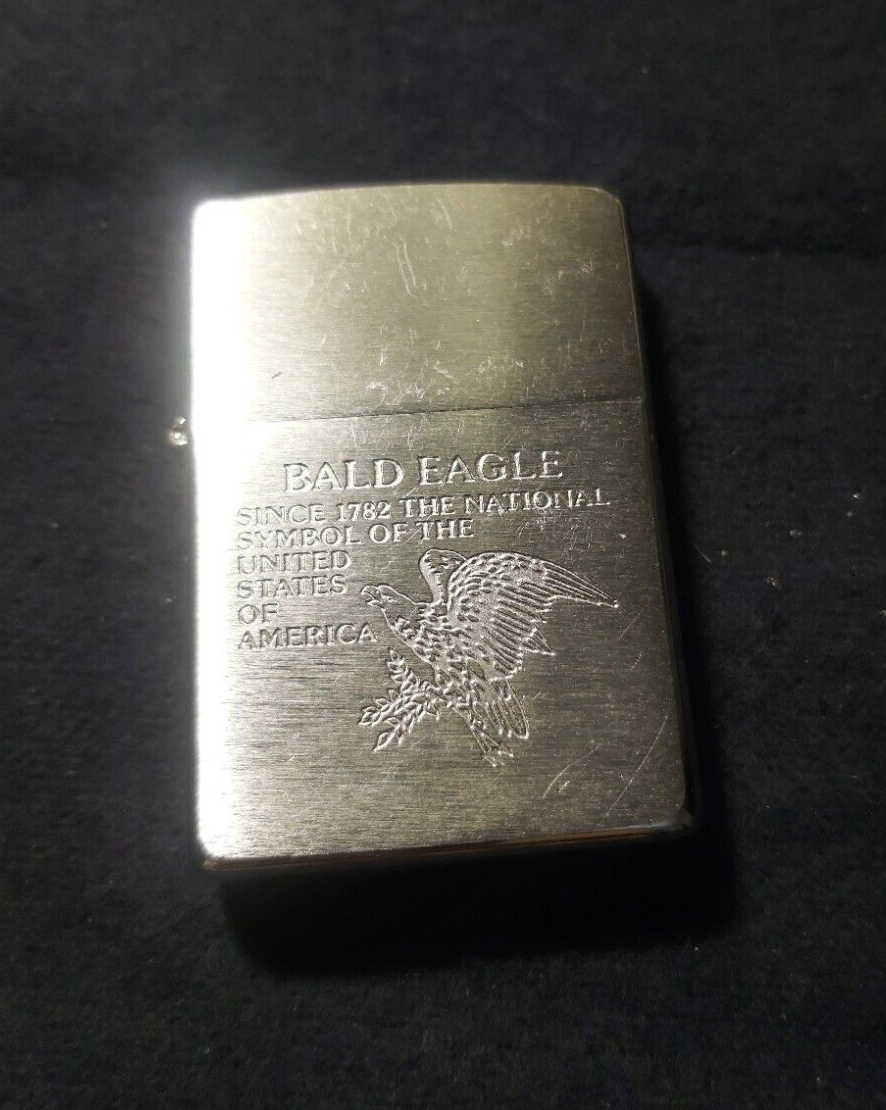 BALD EAGLE
SINCE 1782 THE NATIONAL
SYMBOL OF THE
UNITED
STATES
OF
AMERICA